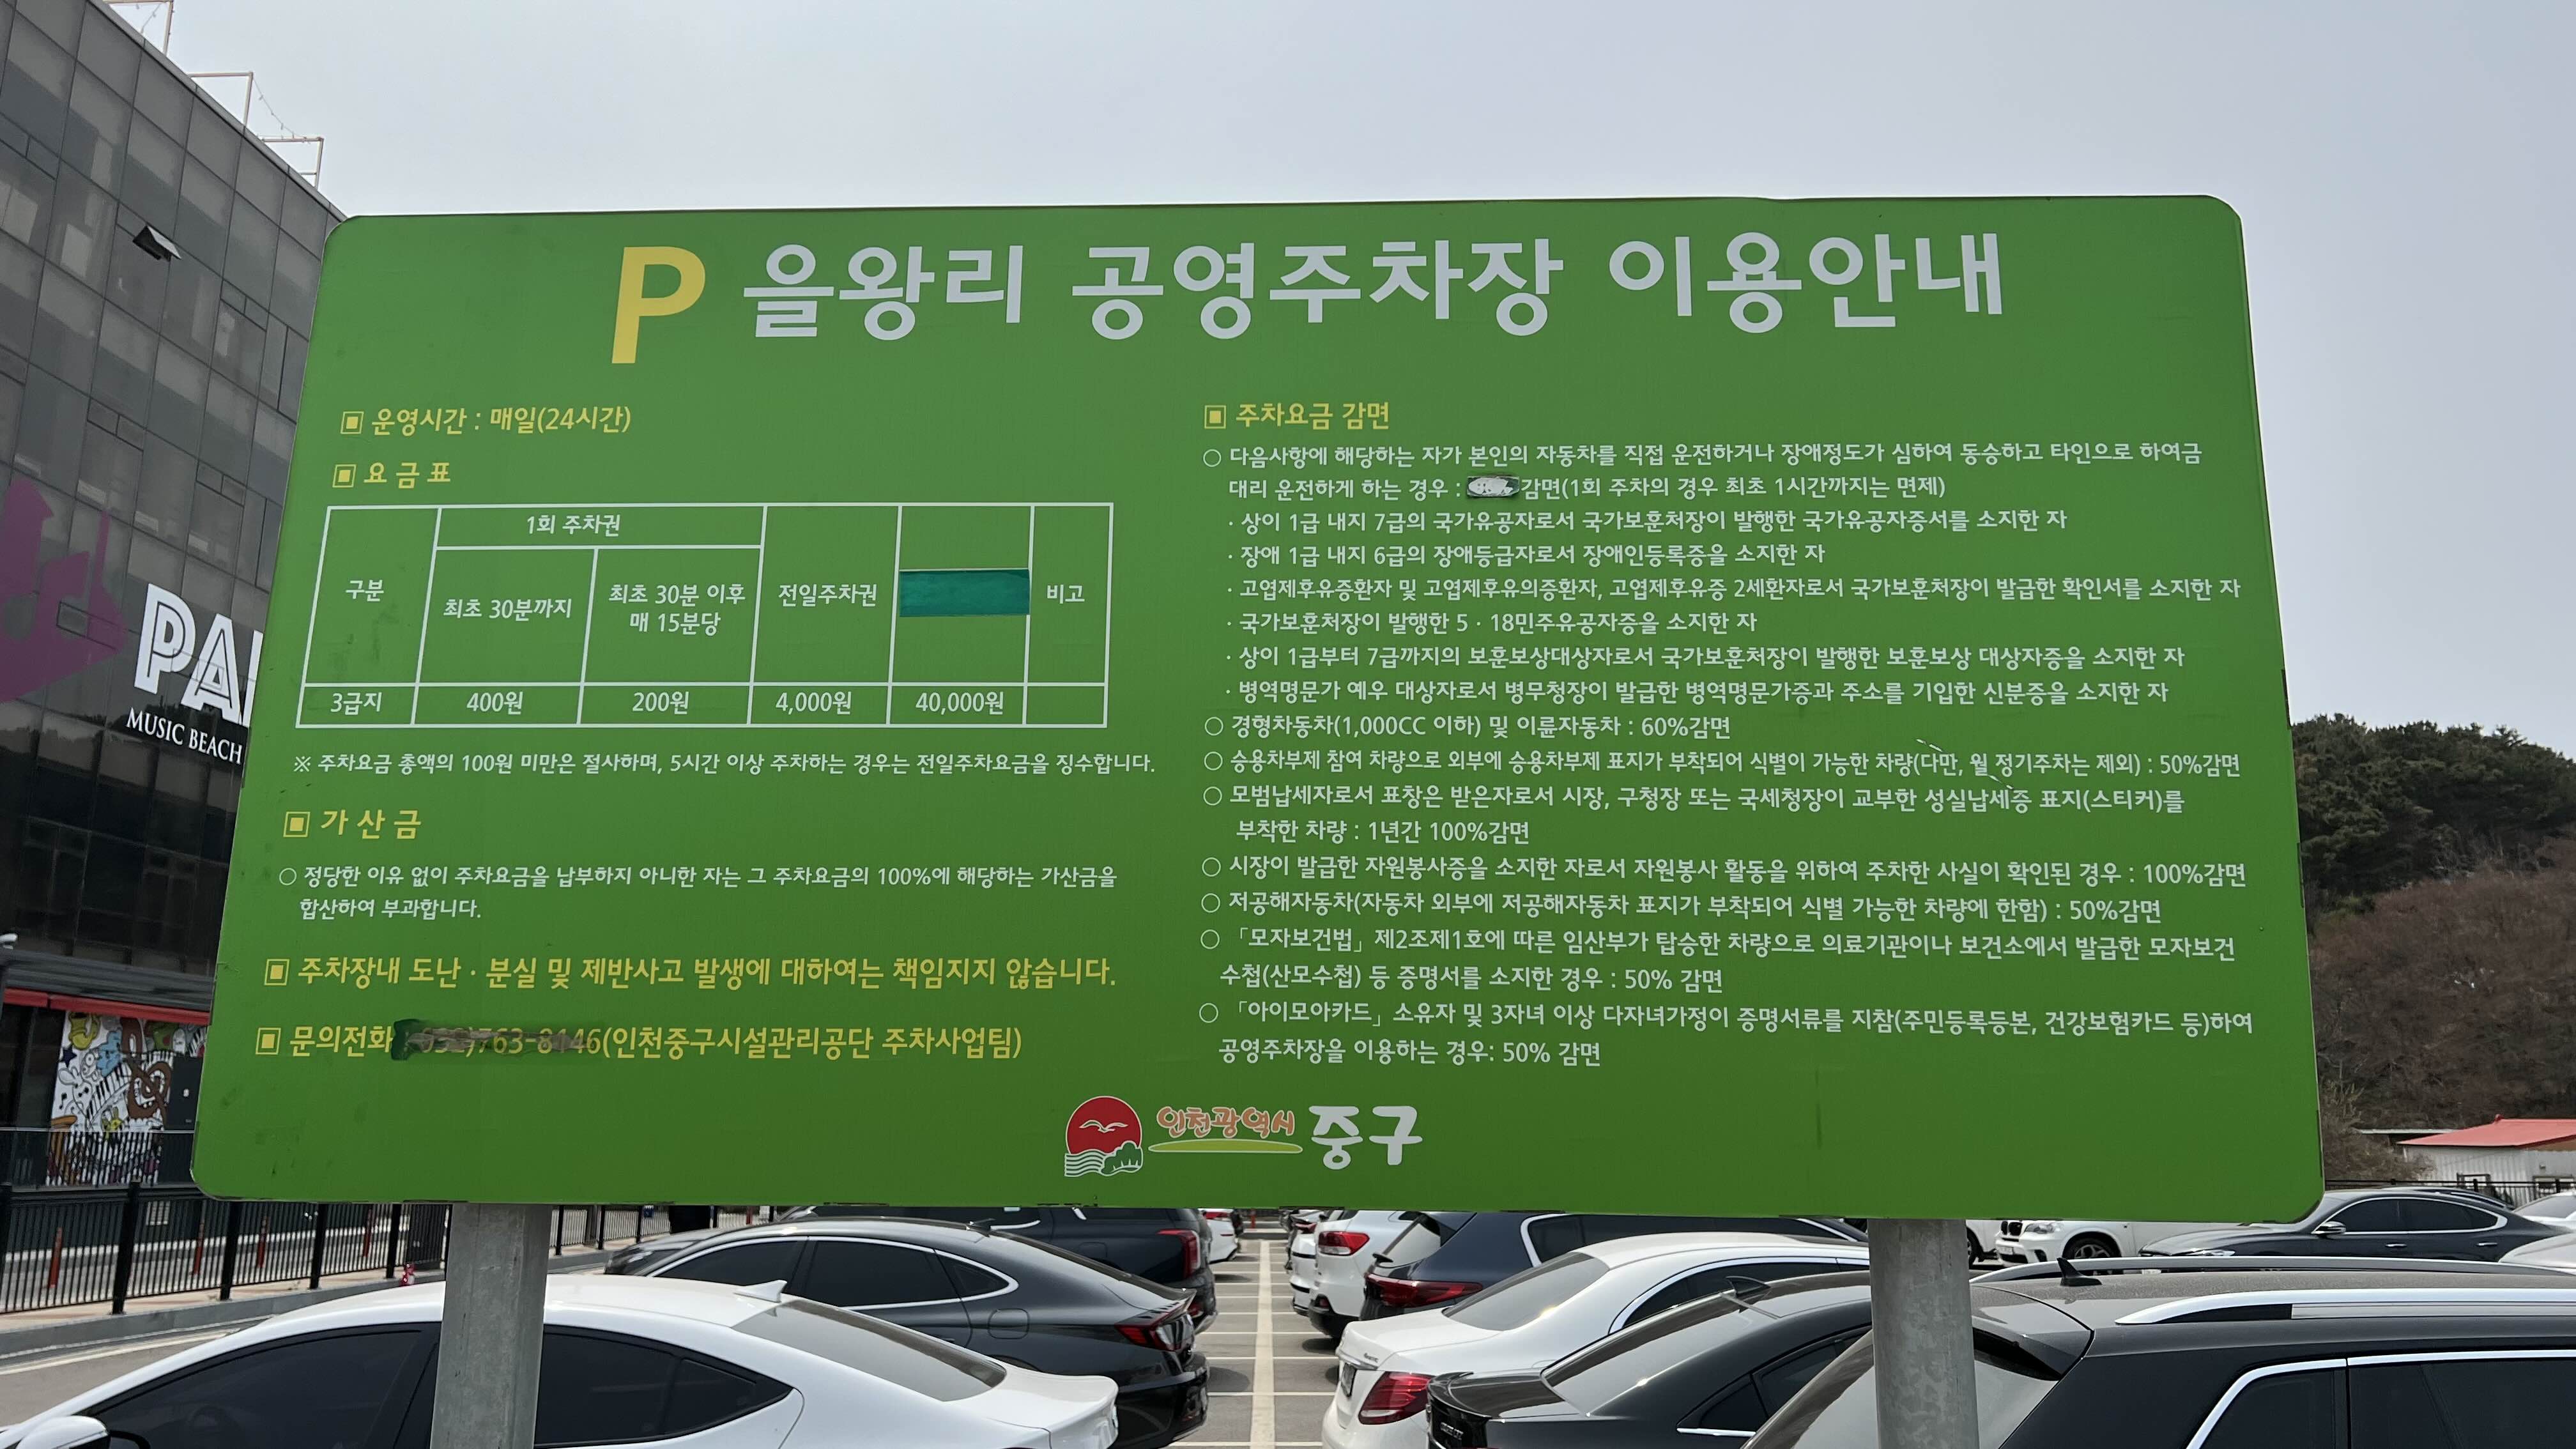 P 을왕리 공영주차장 이용안내
▣ 운영시간 : 매일(24시간)
▣ 요 금 표
구분
1회 주차권
최초 30분까지
최초 30분 이후
매 15분당
전일주차권
비고
3급지
400원
200원
4,000원
40,000원
※ 주차요금 총액의 100원 미만은 절사하며, 5시간 이상 주차하는 경우는 전일주차요금을 징수합니다.
▣ 가 산 금
○ 정당한 이유 없이 주차요금을 납부하지 아니한 자는 그 주차요금의 100%에 해당하는 가산금을
합산하여 부과합니다.
▣ 주차장내 도난 · 분실 및 제반사고 발생에 대하여는 책임지지 않습니다.
▣ 문의전화 032)763-8146(인천중구시설관리공단 주차사업팀)
▣ 주차요금 감면
○ 다음사항에 해당하는 자가 본인의 자동차를 직접 운전하거나 장애정도가 심하여 동승하고 타인으로 하여금
대리 운전하게 하는 경우 : 감면(1회 주차의 경우 최초 1시간까지는 면제)
· 상이 1급 내지 7급의 국가유공자로서 국가보훈처장이 발행한 국가유공자증서를 소지한 자
· 장애 1급 내지 6급의 장애등급자로서 장애인등록증을 소지한 자
· 고엽제후유증환자 및 고엽제후유의증환자, 고엽제후유증 2세환자로서 국가보훈처장이 발급한 확인서를 소지한 자
· 국가보훈처장이 발행한 5 · 18민주유공자증을 소지한 자
· 상이 1급부터 7급까지의 보훈보상대상자로서 국가보훈처장이 발행한 보훈보상 대상자증을 소지한 자
· 병역명문가 예우 대상자로서 병무청장이 발급한 병역명문가증과 주소를 기입한 신분증을 소지한 자
○ 경형차동차(1,000CC 이하) 및 이륜자동차 : 60%감면
○ 승용차부제 참여 차량으로 외부에 승용차부제 표지가 부착되어 식별이 가능한 차량(다만, 월 정기주차는 제외) : 50%감면
○ 모범납세자로서 표창은 받은자로서 시장, 구청장 또는 국세청장이 교부한 성실납세증 표지(스티커)를
부착한 차량 : 1년간 100%감면
○ 시장이 발급한 자원봉사증을 소지한 자로서 자원봉사 활동을 위하여 주차한 사실이 확인된 경우 : 100%감면
○ 저공해자동차(자동차 외부에 저공해자동차 표지가 부착되어 식별 가능한 차량에 한함) : 50%감면
○ 「모자보건법」 제2조제1호에 따른 임산부가 탑승한 차량으로 의료기관이나 보건소에서 발급한 모자보건
수첩(산모수첩) 등 증명서를 소지한 경우 : 50% 감면
○ 「아이모아카드」 소유자 및 3자녀 이상 다자녀가정이 증명서류를 지참(주민등록등본, 건강보험카드 등)하여
공영주차장을 이용하는 경우: 50% 감면
인천광역시 중구
MUSIC BEACH